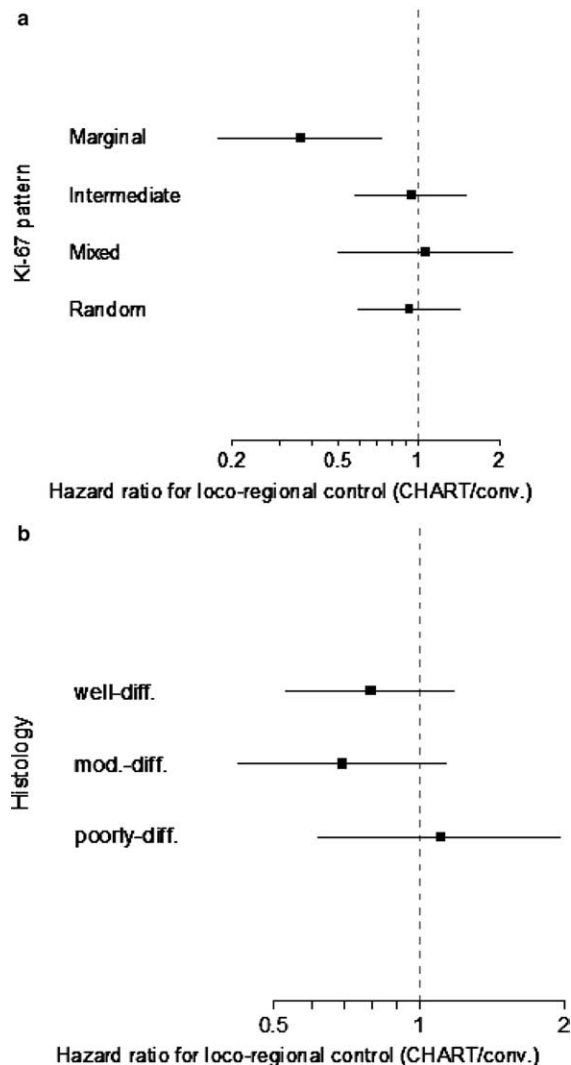 a
Ki-67 pattern
Marginal
Intermediate
Mixed
Random
0.2 0.5 1 2
Hazard ratio for loco-regional control (CHART/conv.)
b
Histology
well-diff.
mod.-diff.
poorly-diff.
0.5 1 2
Hazard ratio for loco-regional control (CHART/conv.)